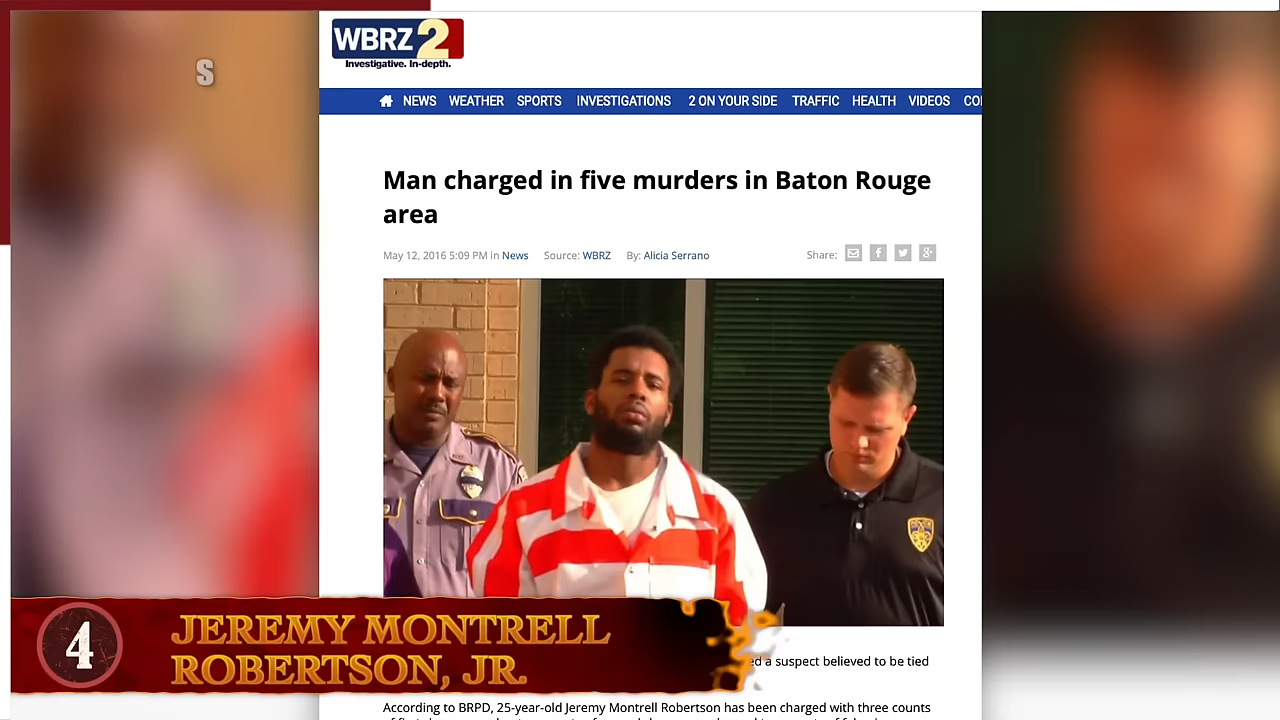 S
WBRZ 2
Investigative. In-depth.
NEWS WEATHER SPORTS INVESTIGATIONS 2 ON YOUR SIDE TRAFFIC HEALTH VIDEOS CO
Man charged in five murders in Baton Rouge
area
May 12, 2016 5:09 PM in News Source: WBRZ By: Alicia Serrano Share:
4
JEREMY MONTRELL
ROBERTSON, JR.
ed a suspect believed to be tied
According to BRPD, 25-year-old Jeremy Montrell Robertson has been charged with three counts